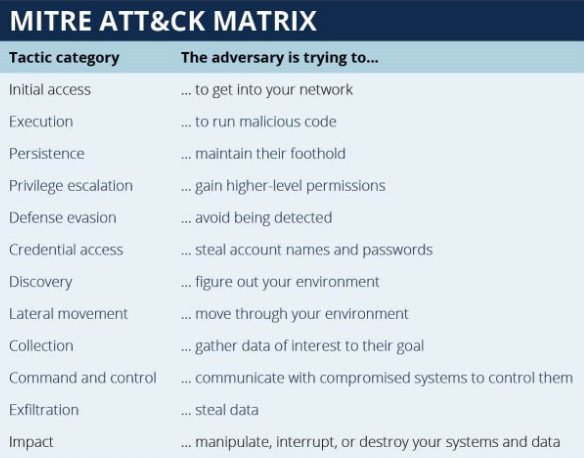 MITRE ATT&CK MATRIX
Tactic category The adversary is trying to...
Initial access ... to get into your network
Execution ... to run malicious code
Persistence ... maintain their foothold
Privilege escalation ... gain higher-level permissions
Defense evasion ... avoid being detected
Credential access ... steal account names and passwords
Discovery ... figure out your environment
Lateral movement ... move through your environment
Collection ... gather data of interest to their goal
Command and control ... communicate with compromised systems to control them
Exfiltration ... steal data
Impact ... manipulate, interrupt, or destroy your systems and data